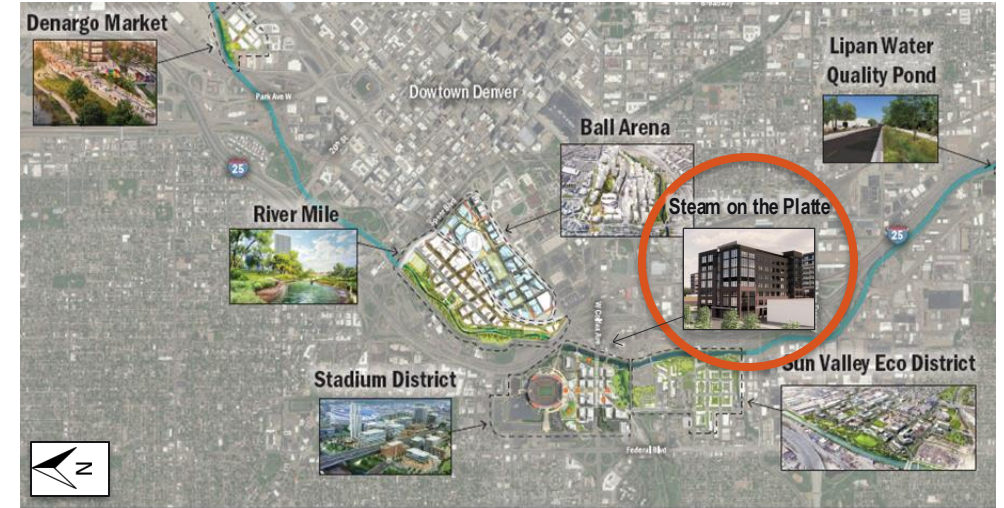 Broadway
Denargo Market
Lipan Water
Quality Pond
Park Ave W
Dowtown Denver
Ball Arena
25
River Mile
Steam on the Platte
25
W Colfax Ave
Stadium District
Sun Valley Eco District
Federal Blvd
N